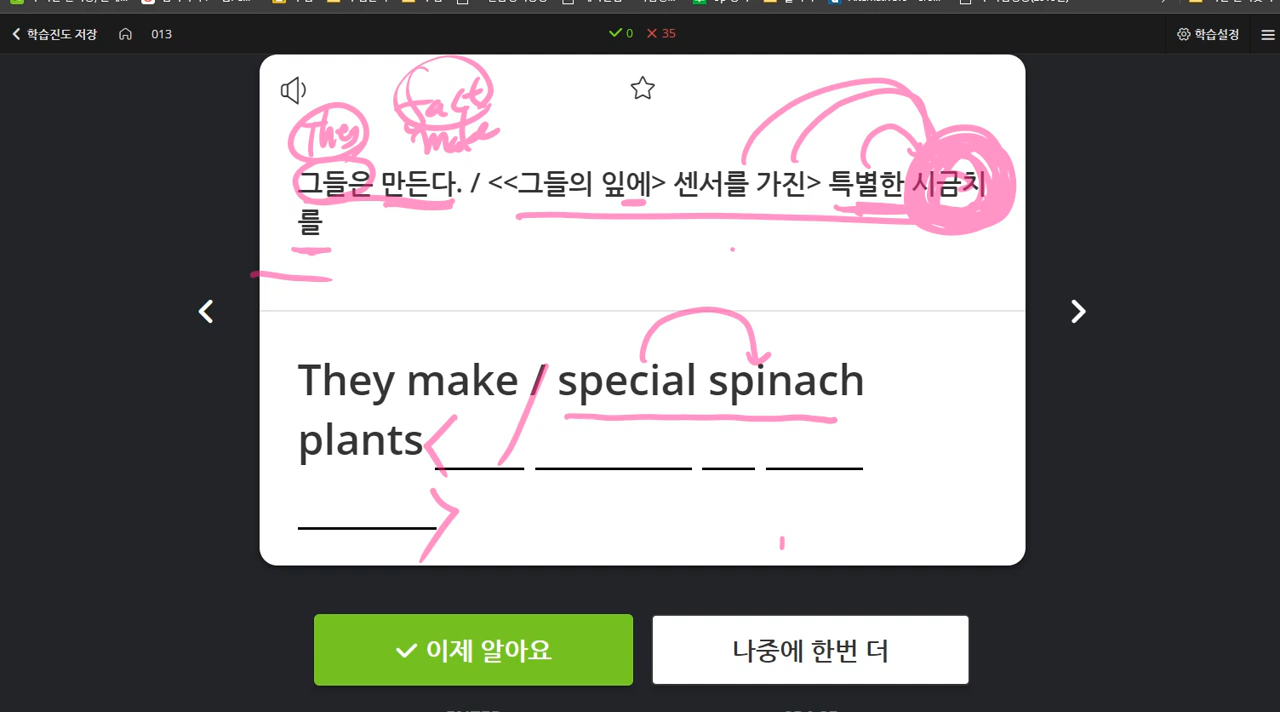 학습진도 저장 013 0 35 학습설정
They
fact
make
그들은 만든다. / <<그들의 잎에> 센서를 가진> 특별한 시금치
를
They make / special spinach
plants
이제 알아요 나중에 한번 더